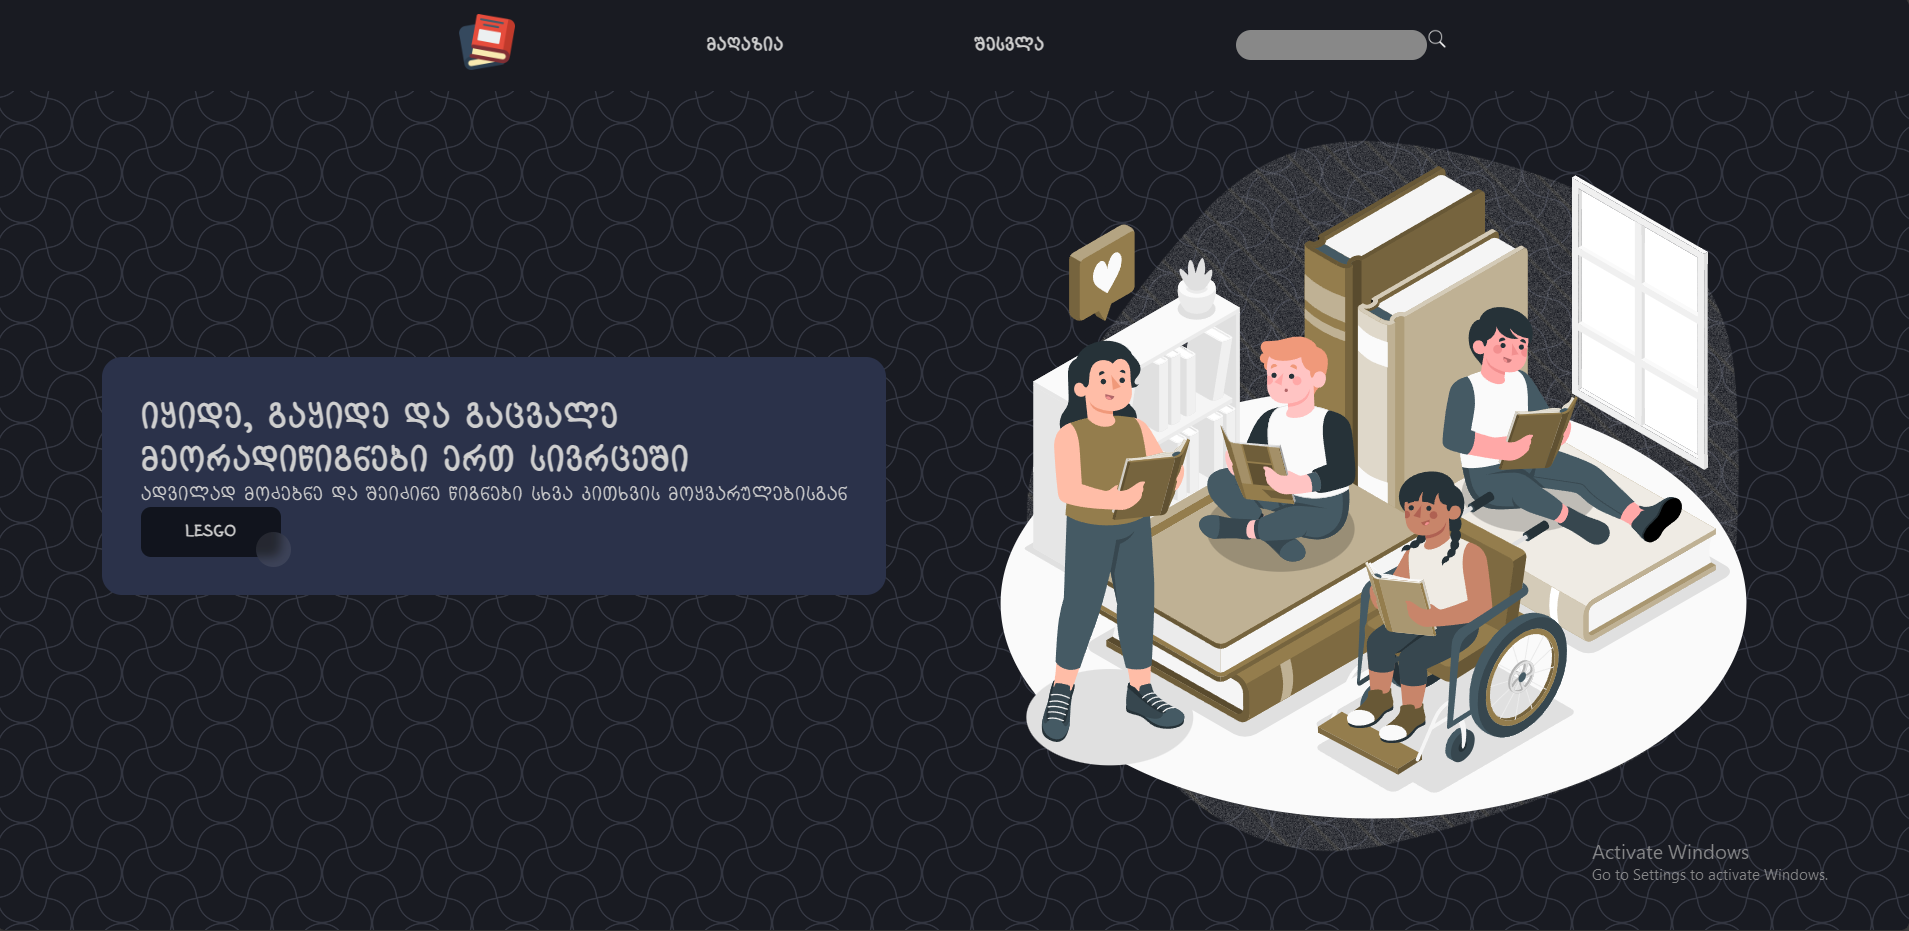 მაღაზია
შესვლა
იყიდე, გაყიდე და გაცვალე
მეორადიწიგნები ერთ სივრცეში
ადვილად მოძებნე და შეიძინე წიგნები სხვა კითხვის მოყვარულებისგან
LESGO
Activate Windows
Go to Settings to activate Windows.